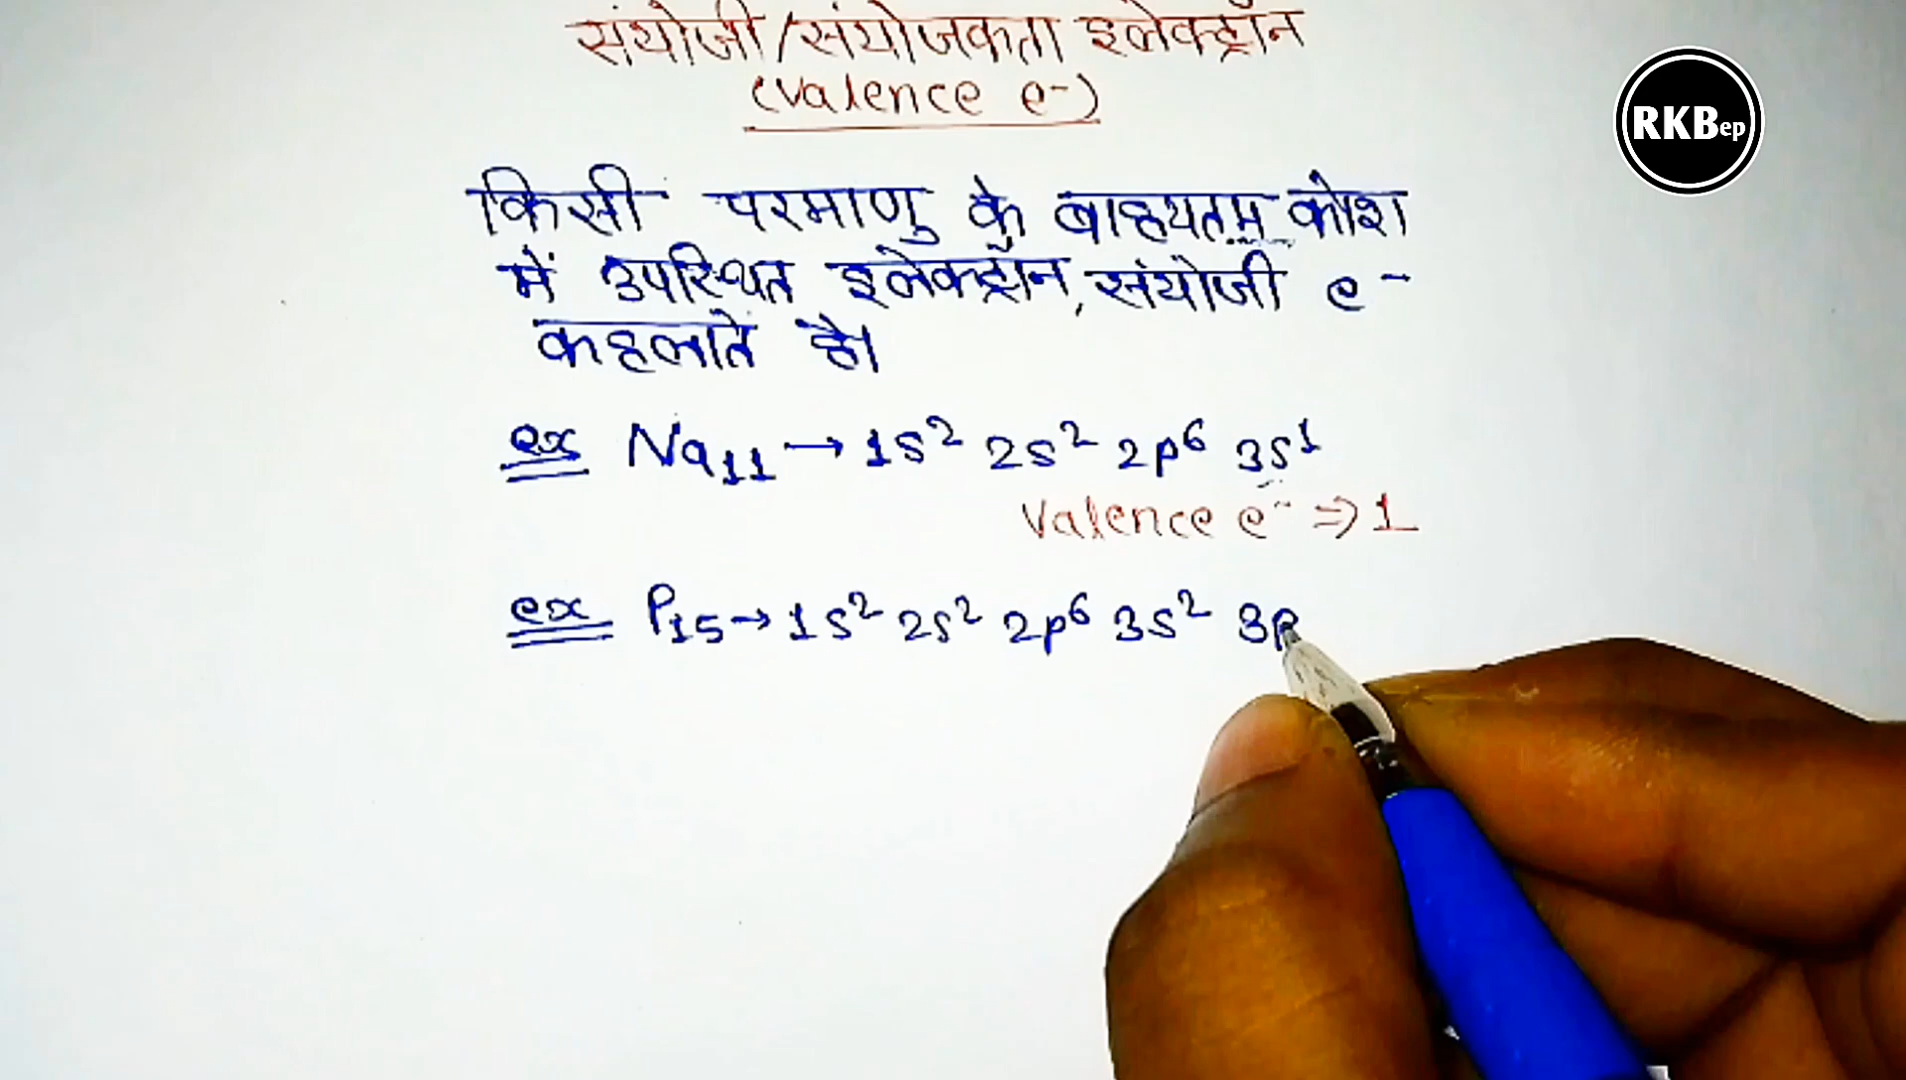 संयोजी/संयोजकता इलेक्ट्रॉन
(Valence e⁻)
RKBep
किसी परमाणु के बाहयतम कोश
में उपस्थित इलेक्ट्रॉन, संयोजी e⁻
कहलाते है।
ex Na₁₁ → 1s² 2s² 2p⁶ 3s¹
Valence e⁻ ⇒ 1
ex P₁₅ → 1s² 2s² 2p⁶ 3s² 3p